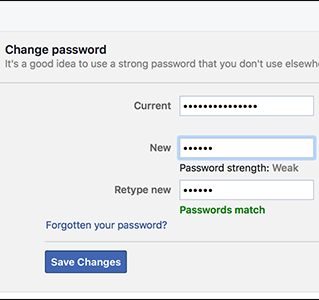 Change password
It's a good idea to use a strong password that you don't use
Current •••••••••••••••
New ••••••
Password strength: Weak
Retype new ••••••
Passwords match
Forgotten your password?
Save Changes